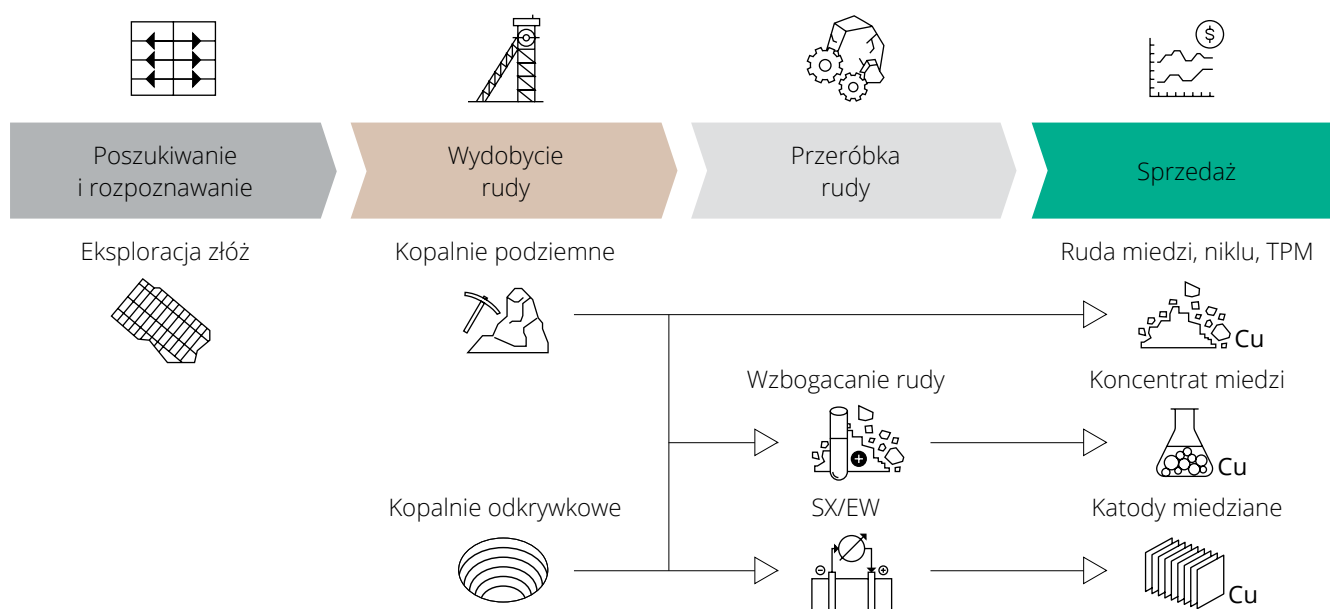 $
Poszukiwanie
i rozpoznawanie
Wydobycie
rudy
Przeróbka
rudy
Sprzedaż
Eksploracja złóż
Kopalnie podziemne
Ruda miedzi, niklu, TPM
Cu
Wzbogacanie rudy
Koncentrat miedzi
Cu
Kopalnie odkrywkowe
SX/EW
Katody miedziane
Cu